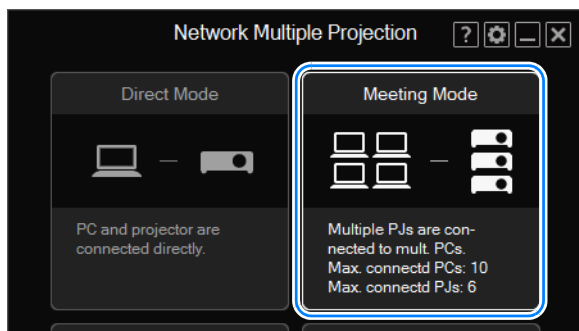 Network Multiple Projection
?
Direct Mode
PC and projector are
connected directly.
Meeting Mode
Multiple PJs are con-
nected to mult. PCs.
Max. connectd PCs: 10
Max. connectd PJs: 6